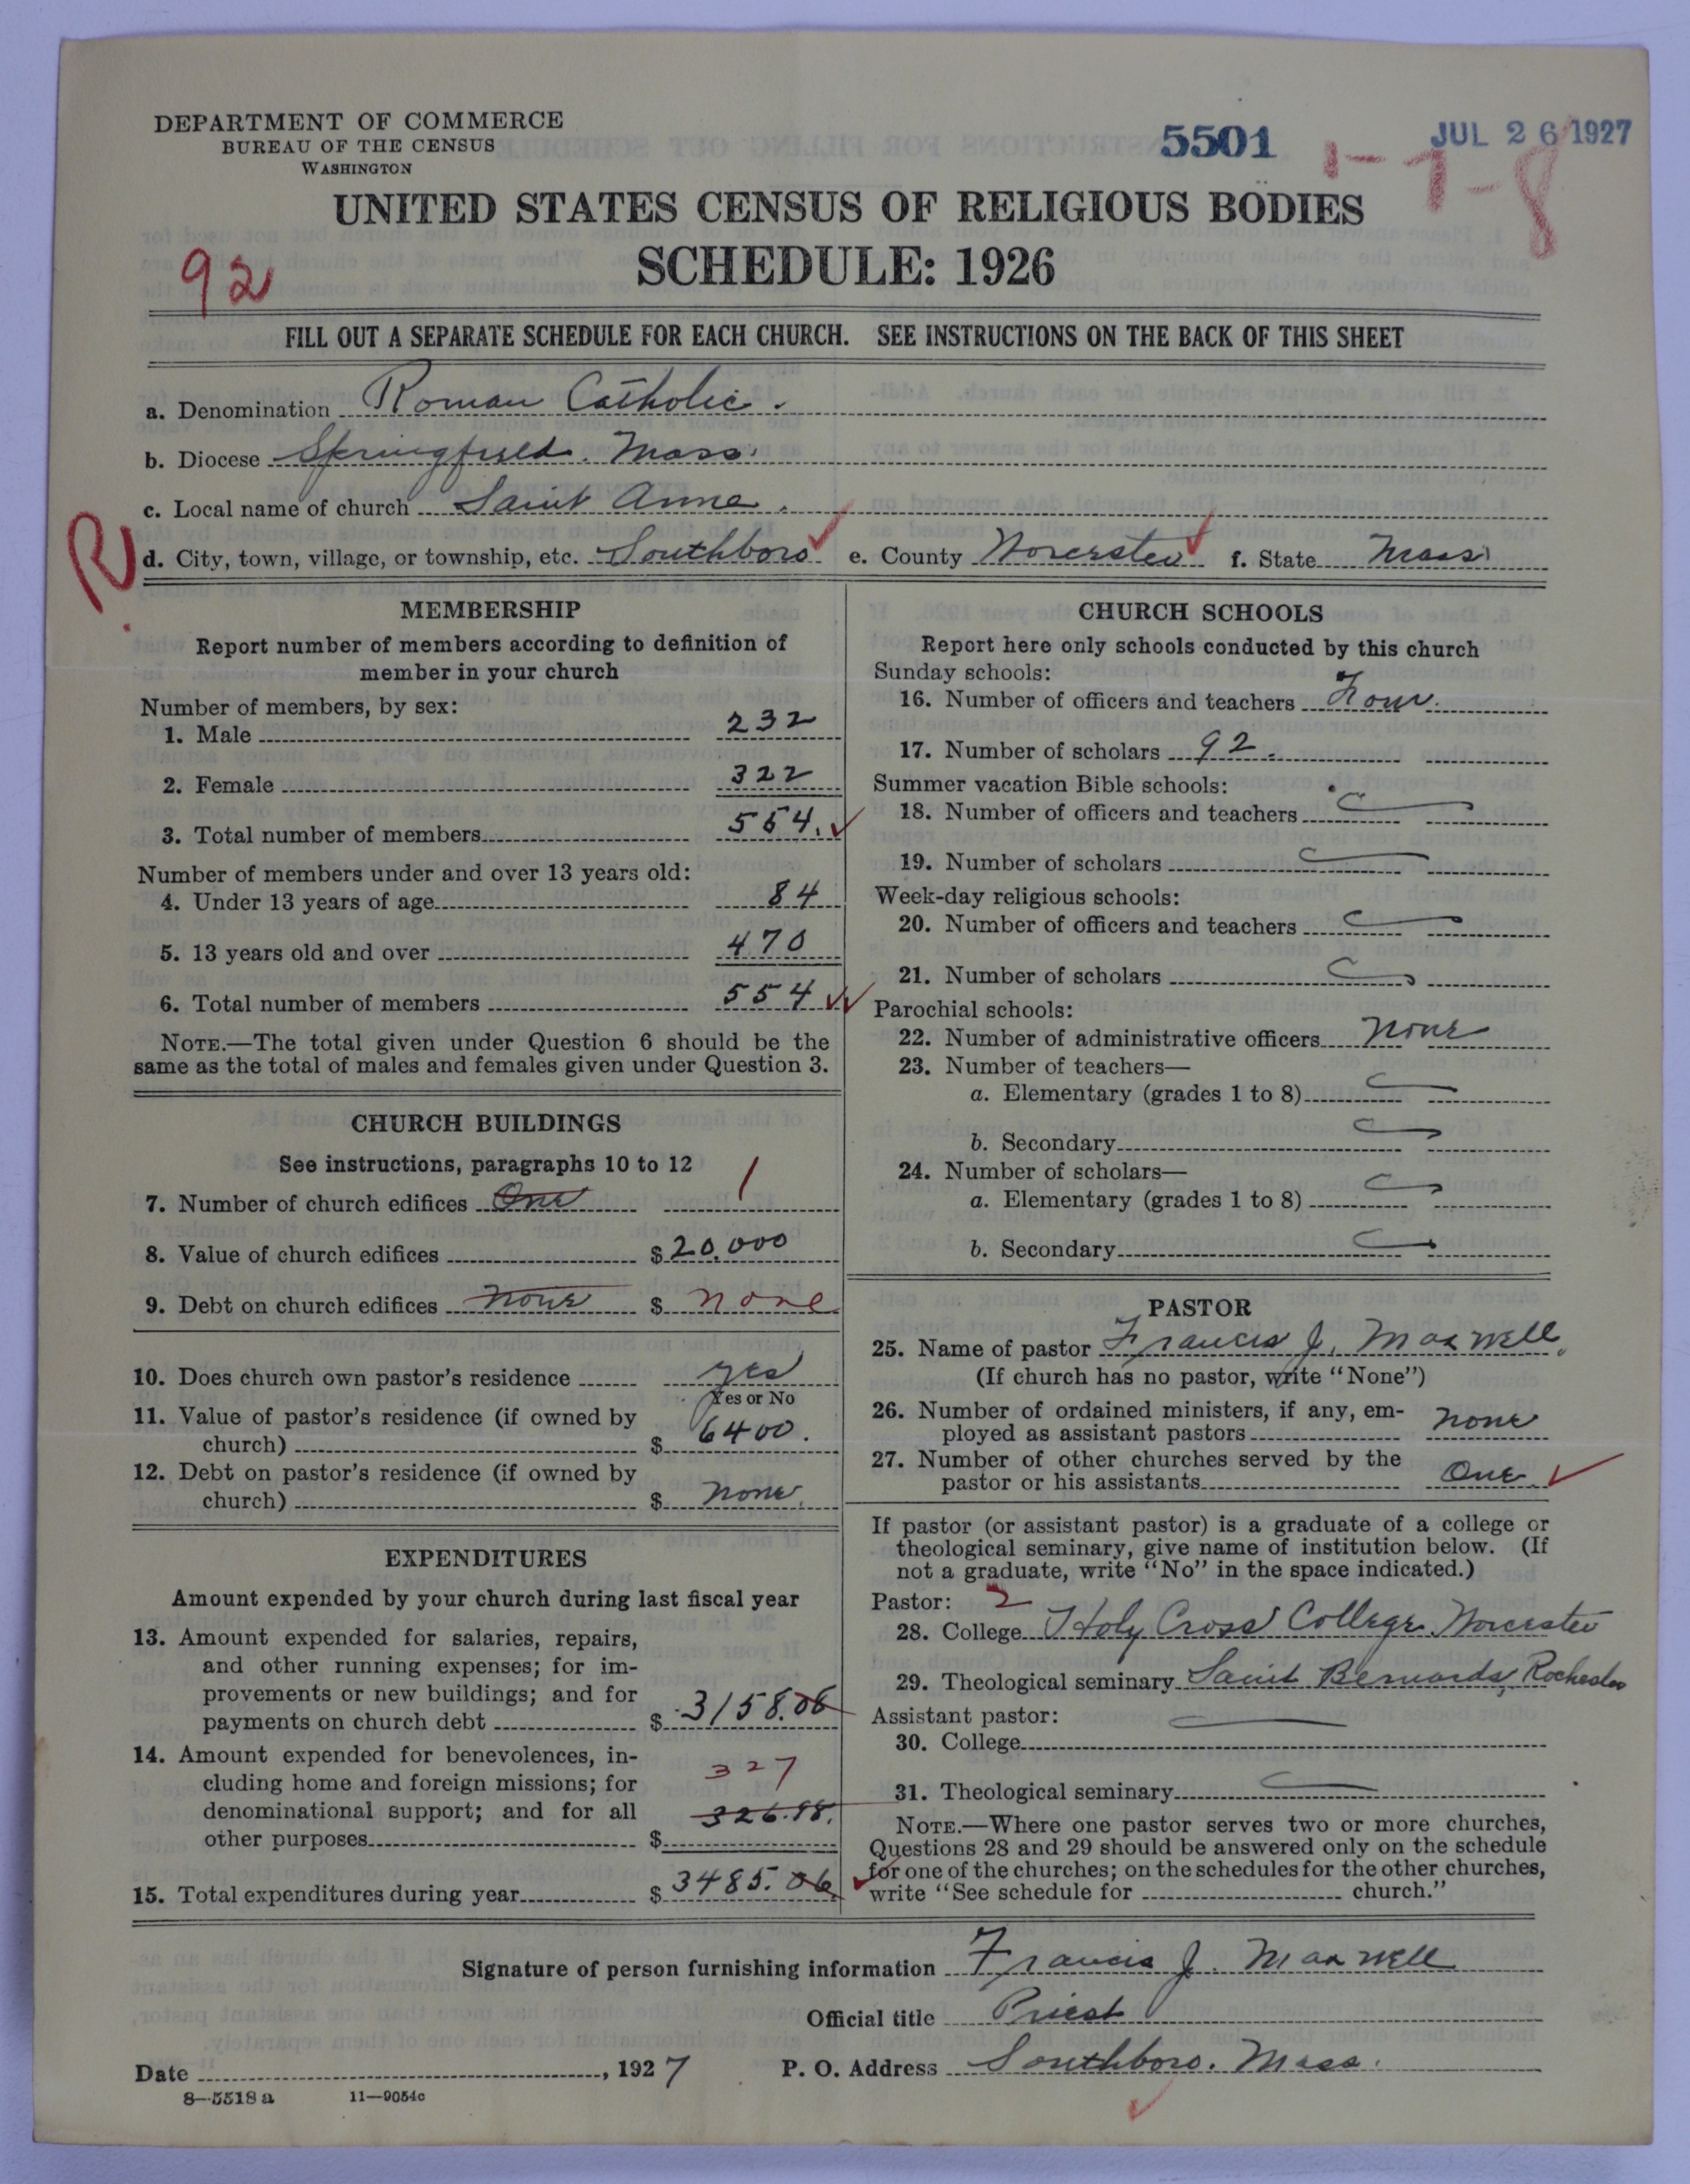 DEPARTMENT OF COMMERCE
BUREAU OF THE CENSUS
WASHINGTON
5501
JUL 26 1927
1-7-8
UNITED STATES CENSUS OF RELIGIOUS BODIES
SCHEDULE: 1926
92
FILL OUT A SEPARATE SCHEDULE FOR EACH CHURCH. SEE INSTRUCTIONS ON THE BACK OF THIS SHEET
a. Denomination Roman Catholic.
b. Diocese Springfield. Mass.
c. Local name of church Saint Anne.
R
d. City, town, village, or township, etc. Southboro e. County Worcester f. State Mass
MEMBERSHIP
Report number of members according to definition of
member in your church
Number of members, by sex:
1. Male 232
2. Female 322
3. Total number of members 554.
Number of members under and over 13 years old:
4. Under 13 years of age 84
5. 13 years old and over 470
6. Total number of members 554
NOTE.—The total given under Question 6 should be the
same as the total of males and females given under Question 3.
CHURCH BUILDINGS
See instructions, paragraphs 10 to 12
7. Number of church edifices One 1
8. Value of church edifices $20,000
9. Debt on church edifices None $ none
10. Does church own pastor's residence yes
Yes or No
11. Value of pastor's residence (if owned by
church) $ 6400.
12. Debt on pastor's residence (if owned by
church) $ None.
EXPENDITURES
Amount expended by your church during last fiscal year
13. Amount expended for salaries, repairs,
and other running expenses; for im-
provements or new buildings; and for
payments on church debt $ 3158.06
14. Amount expended for benevolences, in-
cluding home and foreign missions; for 327
denominational support; and for all 326.98.
other purposes $
15. Total expenditures during year $ 3485.06
CHURCH SCHOOLS
Report here only schools conducted by this church
Sunday schools:
16. Number of officers and teachers Four.
17. Number of scholars 92.
Summer vacation Bible schools:
18. Number of officers and teachers
19. Number of scholars
Week-day religious schools:
20. Number of officers and teachers
21. Number of scholars
Parochial schools:
22. Number of administrative officers None
23. Number of teachers—
a. Elementary (grades 1 to 8)
b. Secondary
24. Number of scholars—
a. Elementary (grades 1 to 8)
b. Secondary
PASTOR
25. Name of pastor Francis J. Maxwell.
(If church has no pastor, write "None")
26. Number of ordained ministers, if any, em-
ployed as assistant pastors None
27. Number of other churches served by the
pastor or his assistants One
If pastor (or assistant pastor) is a graduate of a college or
theological seminary, give name of institution below. (If
not a graduate, write "No" in the space indicated.)
Pastor: 2
28. College Holy Cross College Worcester
29. Theological seminary Saint Bernards, Rochester
Assistant pastor:
30. College
31. Theological seminary
NOTE.—Where one pastor serves two or more churches,
Questions 28 and 29 should be answered only on the schedule
for one of the churches; on the schedules for the other churches,
write "See schedule for church."
Signature of person furnishing information Francis J. Maxwell
Official title Priest
Date , 1927 P. O. Address Southboro. Mass.
8—5518 a 11—9054c